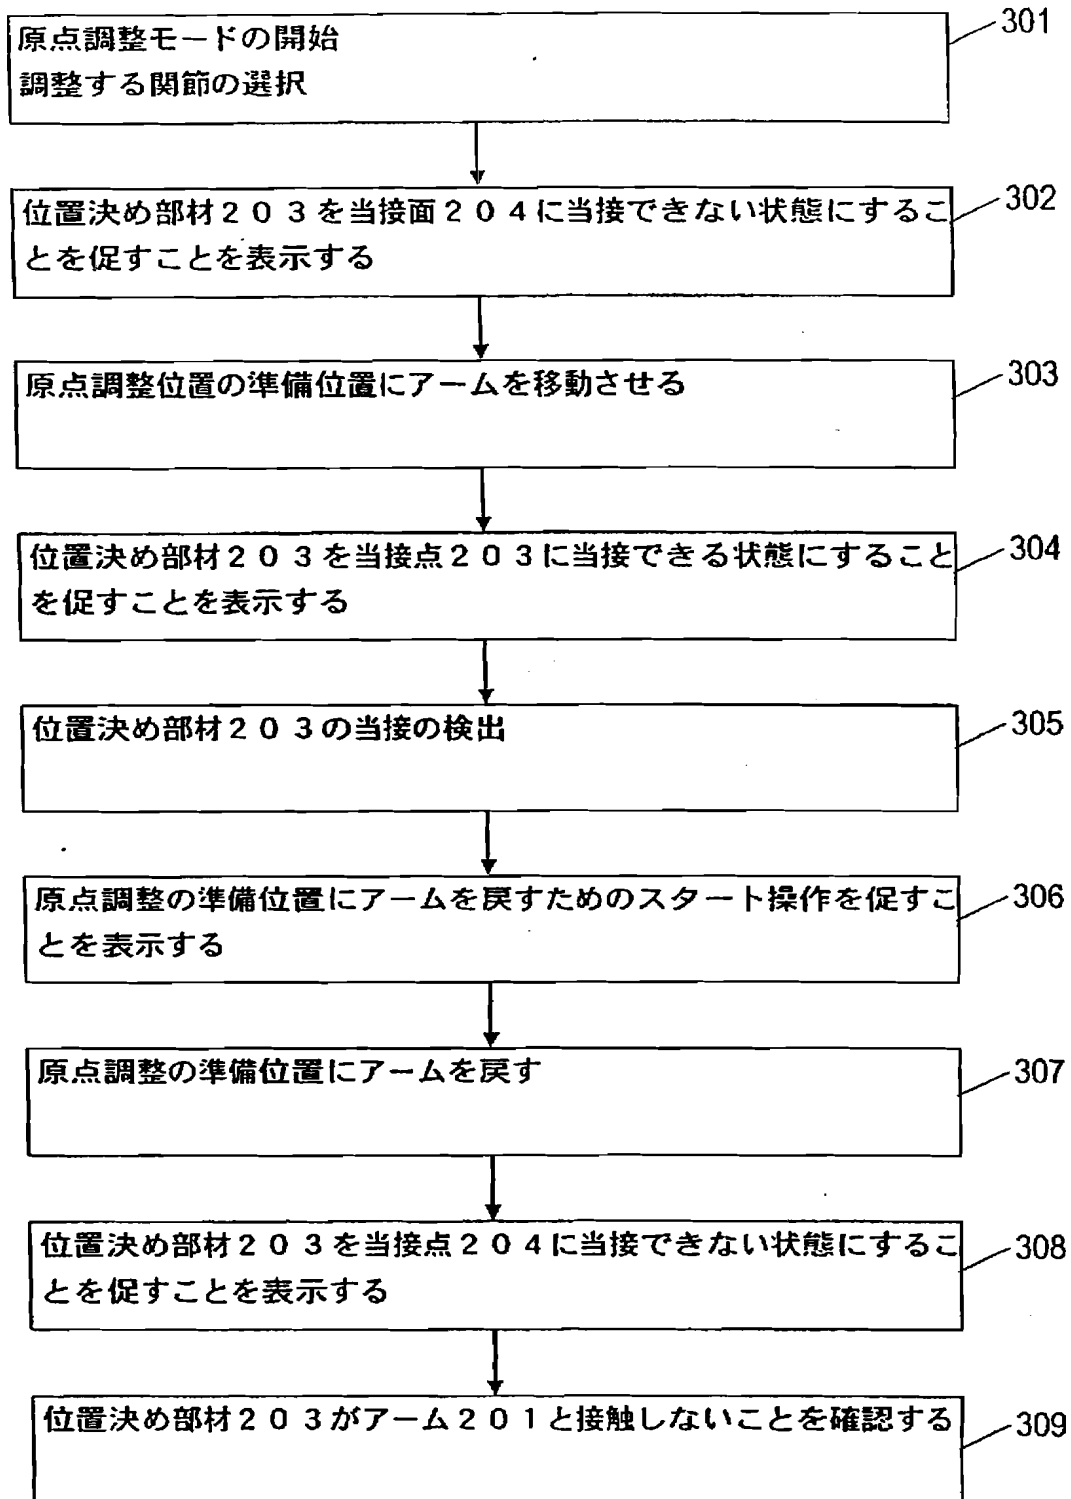 原点調整モードの開始
調整する関節の選択
301
位置決め部材203を当接面204に当接できない状態にするこ
とを促すことを表示する
302
原点調整位置の準備位置にアームを移動させる
303
位置決め部材203を当接点203に当接できる状態にすること
を促すことを表示する
304
位置決め部材203の当接の検出
305
原点調整の準備位置にアームを戻すためのスタート操作を促すこ
とを表示する
306
原点調整の準備位置にアームを戻す
307
位置決め部材203を当接点204に当接できない状態にするこ
とを促すことを表示する
308
位置決め部材203がアーム201と接触しないことを確認する
309